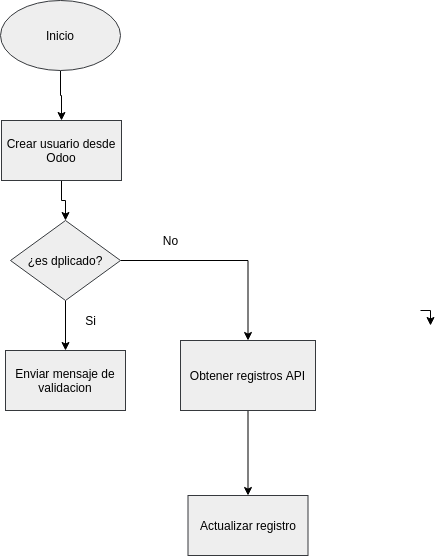 Inicio
Crear usuario desde
Odoo
¿es dplicado?
No
Si
Enviar mensaje de
validacion
Obtener registros API
Actualizar registro